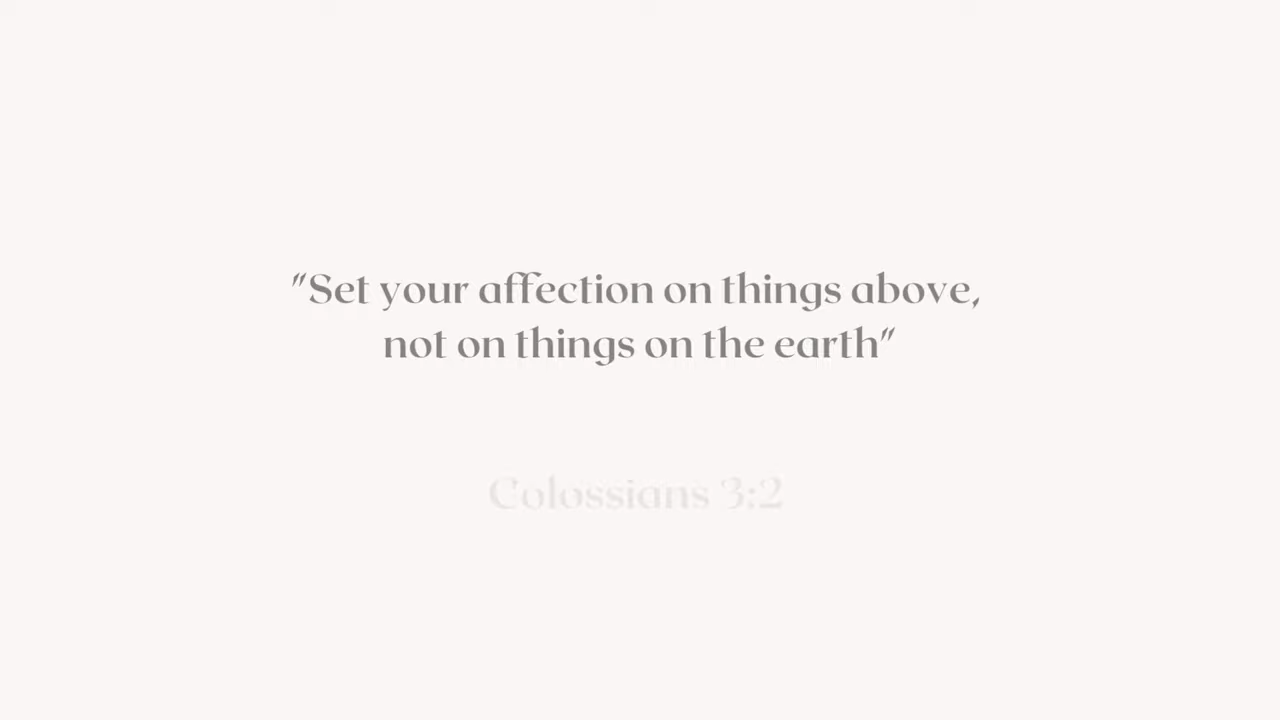 "Set your affection on things above,
not on things on the earth"
Colossians 3:2